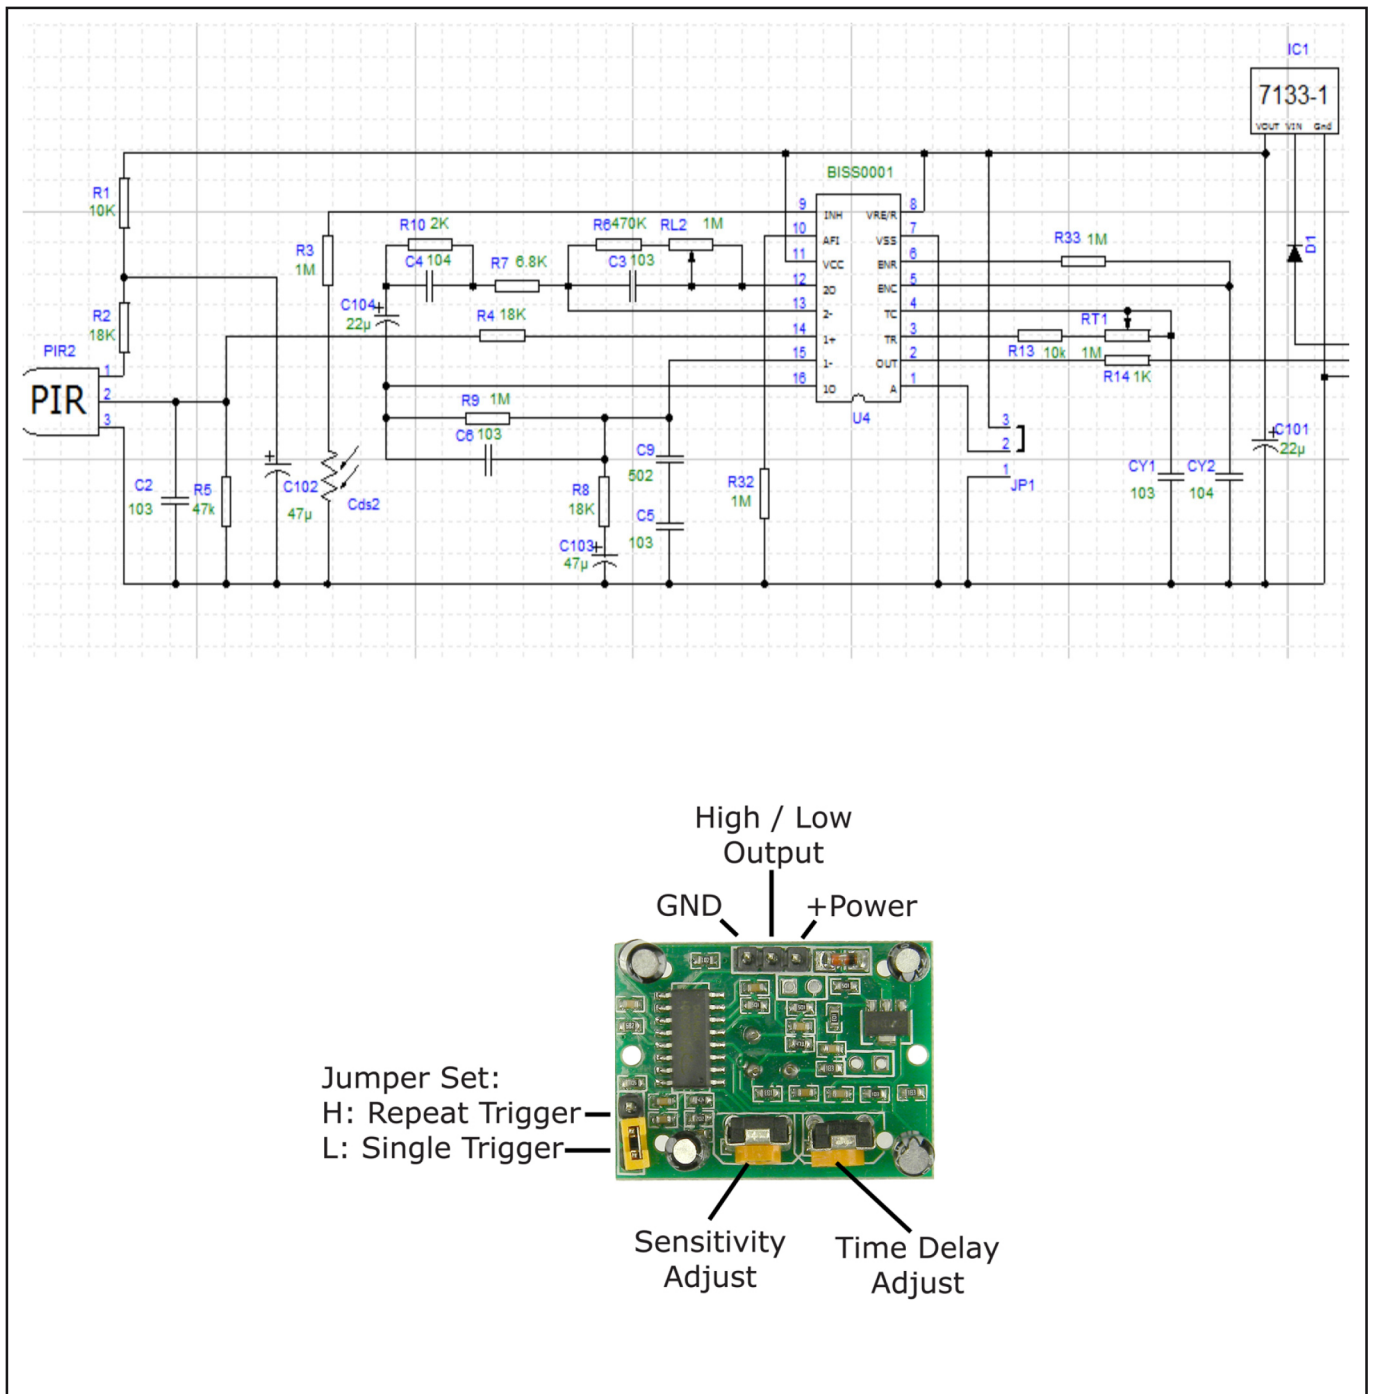 IC1
7133-1
VOUT VIN Gnd
BISS0001
R1
10K
R2
18K
PIR2
PIR
1
2
3
R3
1M
R10 2K
C4 104
R7 6.8K
R6 470K
RL2 1M
C3 103
C104
22µ
R4 18K
R9 1M
C6 103
C2
103
R5
47k
C102
47µ
Cds2
R8
18K
C103
47µ
C9
502
C5
103
R32
1M
9 INH VRE/R 8
10 AF1 VSS 7
11 VCC ENR 6
12 2O ENC 5
13 2- TC 4
14 1+ TR 3
15 1- OUT 2
16 1O A 1
U4
R33 1M
RT1
R13 10k 1M
R14 1K
D1
3
2
1
JP1
CY1
103
CY2
104
C101
22µ
High / Low
Output
GND
+Power
Jumper Set:
H: Repeat Trigger
L: Single Trigger
Sensitivity
Adjust
Time Delay
Adjust